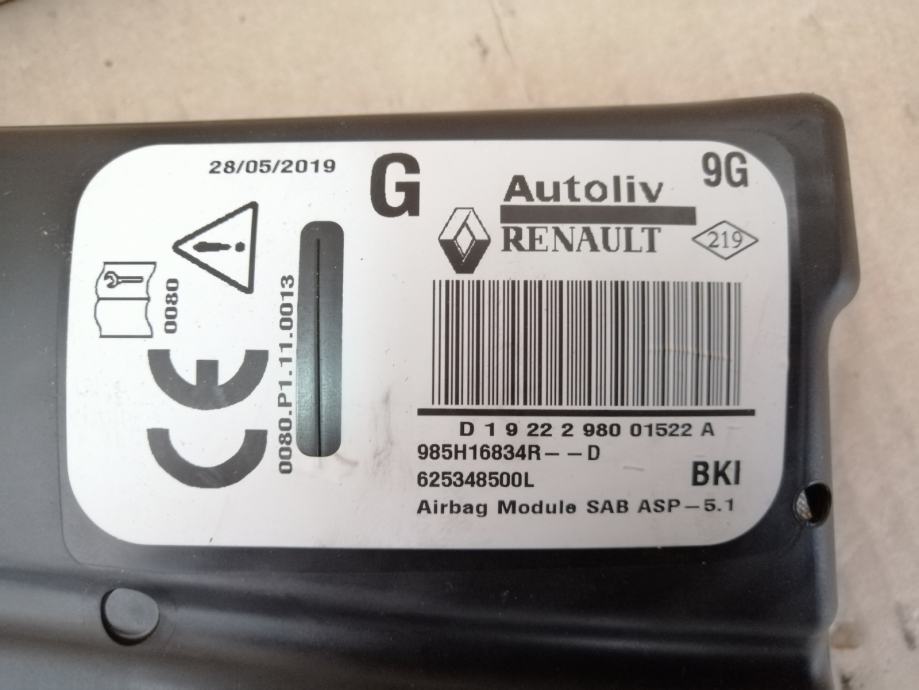 28/05/2019
G
Autoliv
9G
RENAULT
219
0080
0080.P1.11.0013
CE
D 1 9 22 2 980 01522 A
985H16834R--D
625348500L
BKI
Airbag Module SAB ASP-5.1